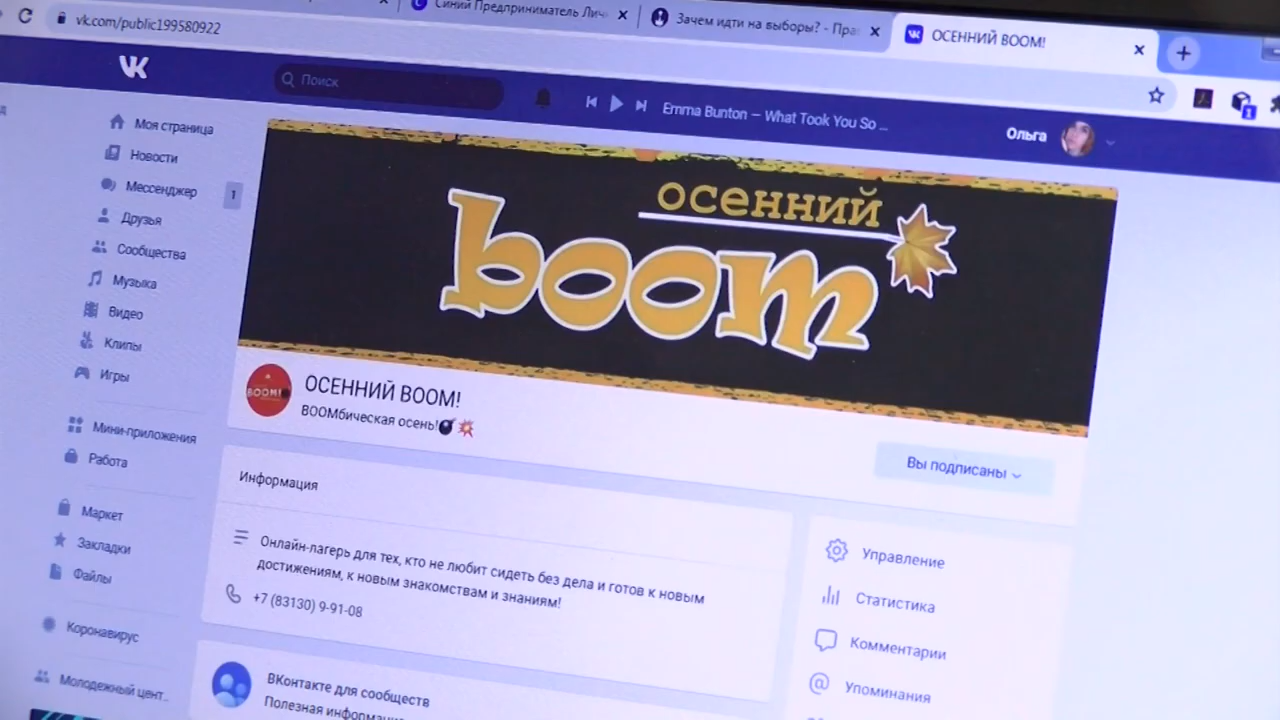 Синий Предприниматель Личн
Зачем идти на выборы? - Пра
ОСЕННИЙ BOOM!
vk.com/public199580922
Поиск
Emma Bunton – What Took You So ...
Ольга
Моя страница
Новости
Мессенджер
1
Друзья
Сообщества
Музыка
Видео
Клипы
Игры
Мини-приложения
Работа
Маркет
Закладки
Файлы
Коронавирус
Молодежный цент..
осенний
boom
BOOM!
ОСЕННИЙ BOOM!
BOOMбическая осень!💣💥
Вы подписаны
Информация
Онлайн-лагерь для тех, кто не любит сидеть без дела и готов к новым
достижениям, к новым знакомствам и знаниям!
+7 (83130) 9-91-08
ВКонтакте для сообществ
Полезная информац
Управление
Статистика
Комментарии
Упоминания